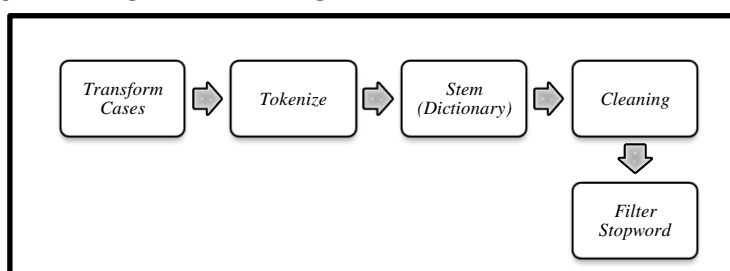 Transform
Cases
Tokenize
Stem
(Dictionary)
Cleaning
Filter
Stopword